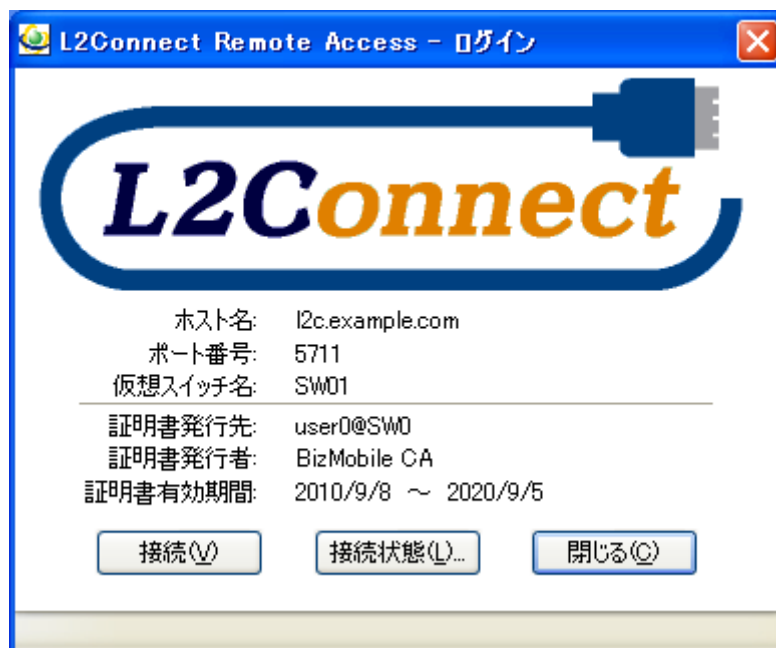 L2Connect Remote Access - ログイン
L2Connect
ホスト名: l2c.example.com
ポート番号: 5711
仮想スイッチ名: SW01
証明書発行先: user0@SW0
証明書発行者: BizMobile CA
証明書有効期間: 2010/9/8 ～ 2020/9/5
接続(V) 接続状態(L)... 閉じる(C)